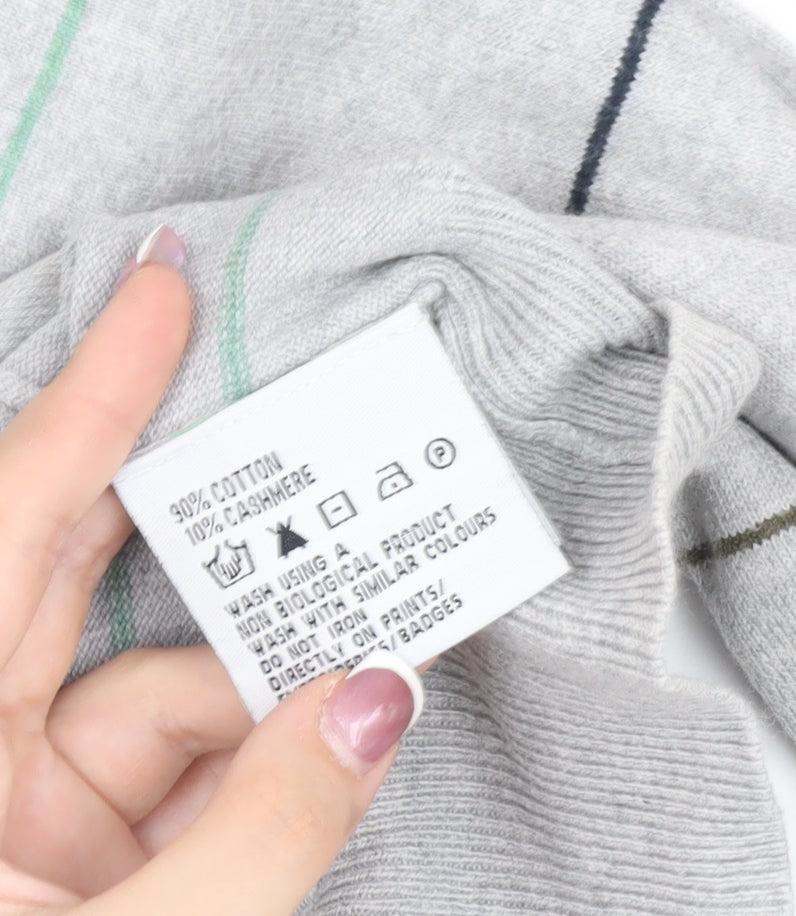 90% COTTON
10% CASHMERE
P
WASH USING A
NON BIOLOGICAL PRODUCT
WASH WITH SIMILAR COLOURS
DO NOT IRON
DIRECTLY ON PRINTS/
/BADGES